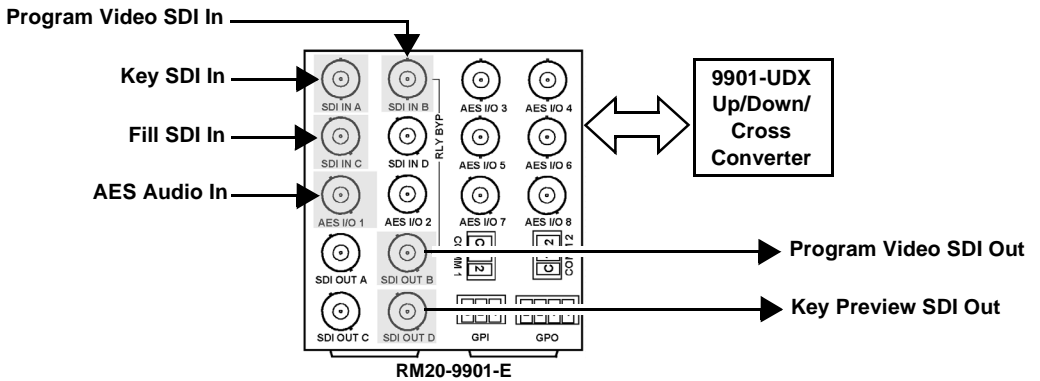 Program Video SDI In
Key SDI In
Fill SDI In
AES Audio In
SDI IN A
SDI IN B
AES I/O 3
AES I/O 4
SDI IN C
SDI IN D
AES I/O 5
AES I/O 6
RLY BYP
AES I/O 1
AES I/O 2
AES I/O 7
AES I/O 8
SDI OUT A
SDI OUT B
C
2
2
C
SDI OUT C
SDI OUT D
GPI
GPO
RM20-9901-E
9901-UDX
Up/Down/
Cross
Converter
Program Video SDI Out
Key Preview SDI Out